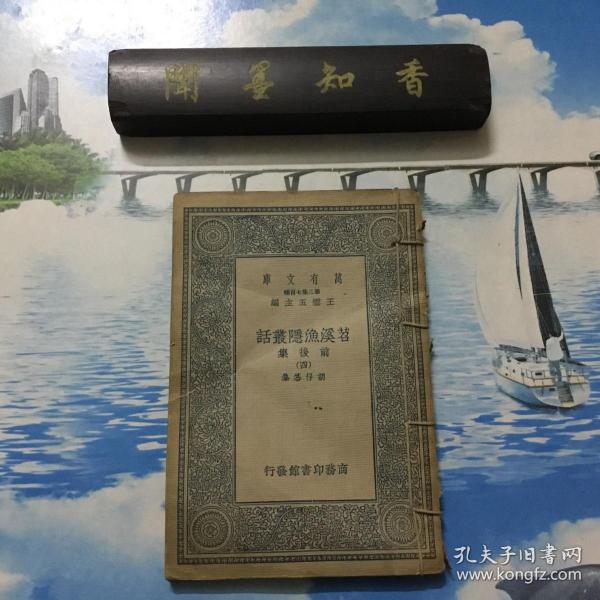 聞墨知香
萬有文庫
第二集七百種
王雲五主編
苕溪漁隱叢話
前後集
(四)
胡仔纂集
商務印書館發行
孔夫子旧书网
www.kongfz.com